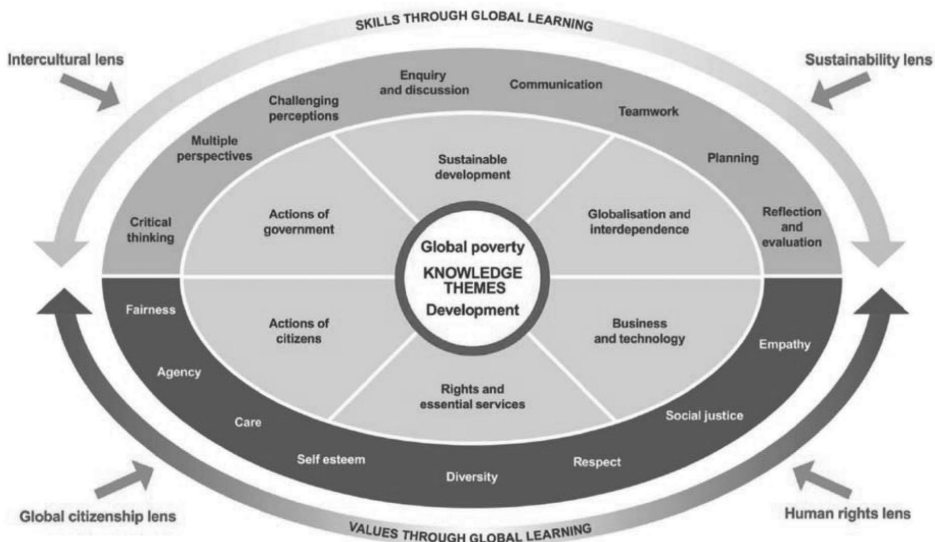 SKILLS THROUGH GLOBAL LEARNING
Intercultural lens
Sustainability lens
Critical
thinking
Multiple
perspectives
Challenging
perceptions
Enquiry
and discussion
Communication
Teamwork
Planning
Reflection
and
evaluation
Sustainable
development
Actions of
government
Globalisation and
interdependence
Global poverty
KNOWLEDGE
THEMES
Development
Actions of
citizens
Business
and technology
Rights and
essential services
Fairness
Agency
Care
Self esteem
Diversity
Respect
Social justice
Empathy
Global citizenship lens
Human rights lens
VALUES THROUGH GLOBAL LEARNING